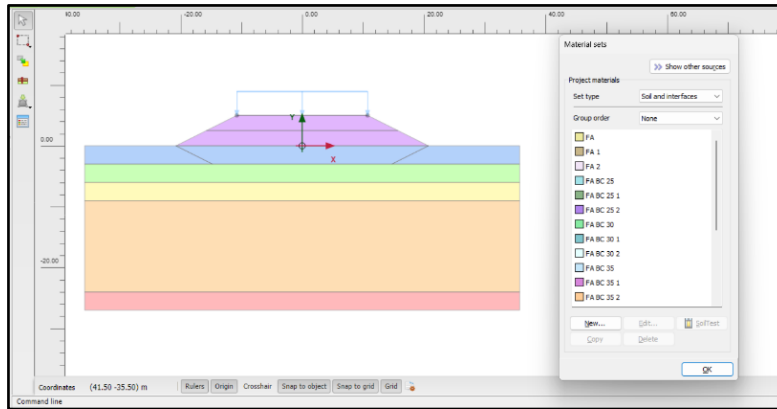 40.00 -20.00 0.00 20.00 40.00 60.00 80.00
Material sets
Show other sources
Project materials
Set type Soil and interfaces
Group order None
FA
FA 1
FA 2
FA BC 25
FA BC 25 1
FA BC 25 2
FA BC 30
FA BC 30 1
FA BC 30 2
FA BC 35
FA BC 35 1
FA BC 35 2
New... Edit... SoilTest
Copy Delete
OK
Y
0.00
X
-20.00
Coordinates (41.50 -35.50) m Rulers Origin Crosshair Snap to object Snap to grid Grid
Command line